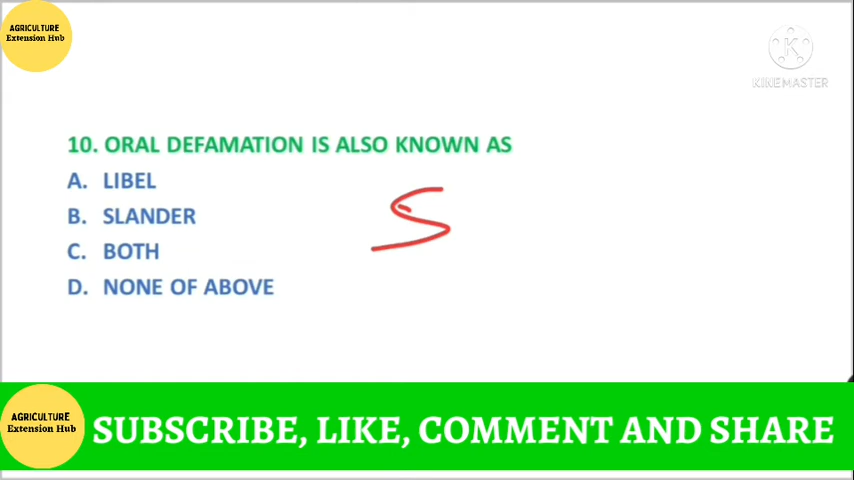 AGRICULTURE
Extension Hub
KINEMASTER
10. ORAL DEFAMATION IS ALSO KNOWN AS
A. LIBEL
B. SLANDER
C. BOTH
D. NONE OF ABOVE
S
AGRICULTURE
Extension Hub
SUBSCRIBE, LIKE, COMMENT AND SHARE